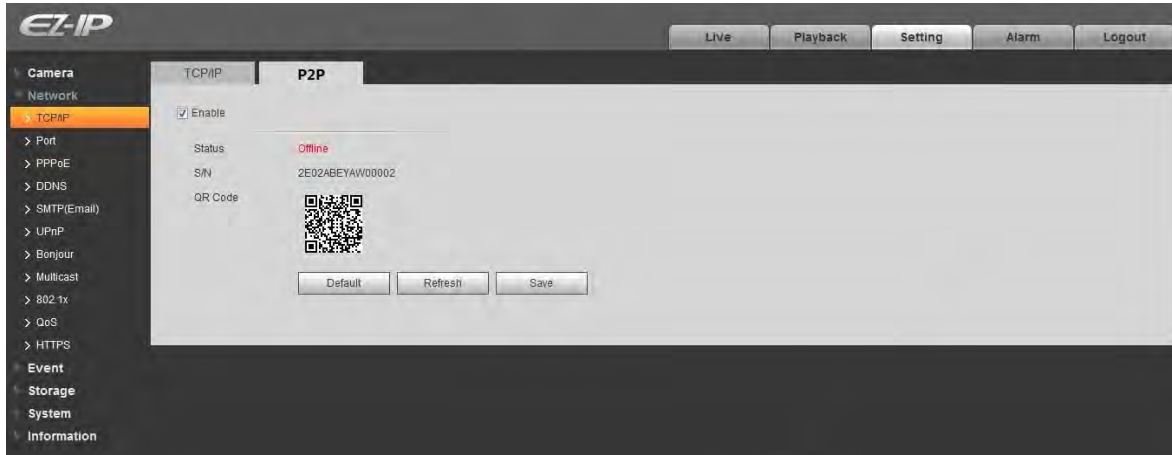 EZ-IP
Live Playback Setting Alarm Logout
Camera
Network
TCP/IP
Port
PPPoE
DDNS
SMTP(Email)
UPnP
Bonjour
Multicast
802.1x
QoS
HTTPS
Event
Storage
System
Information
TCP/IP P2P
Enable
Status Offline
S/N 2E02ABEYAW00002
QR Code
Default Refresh Save